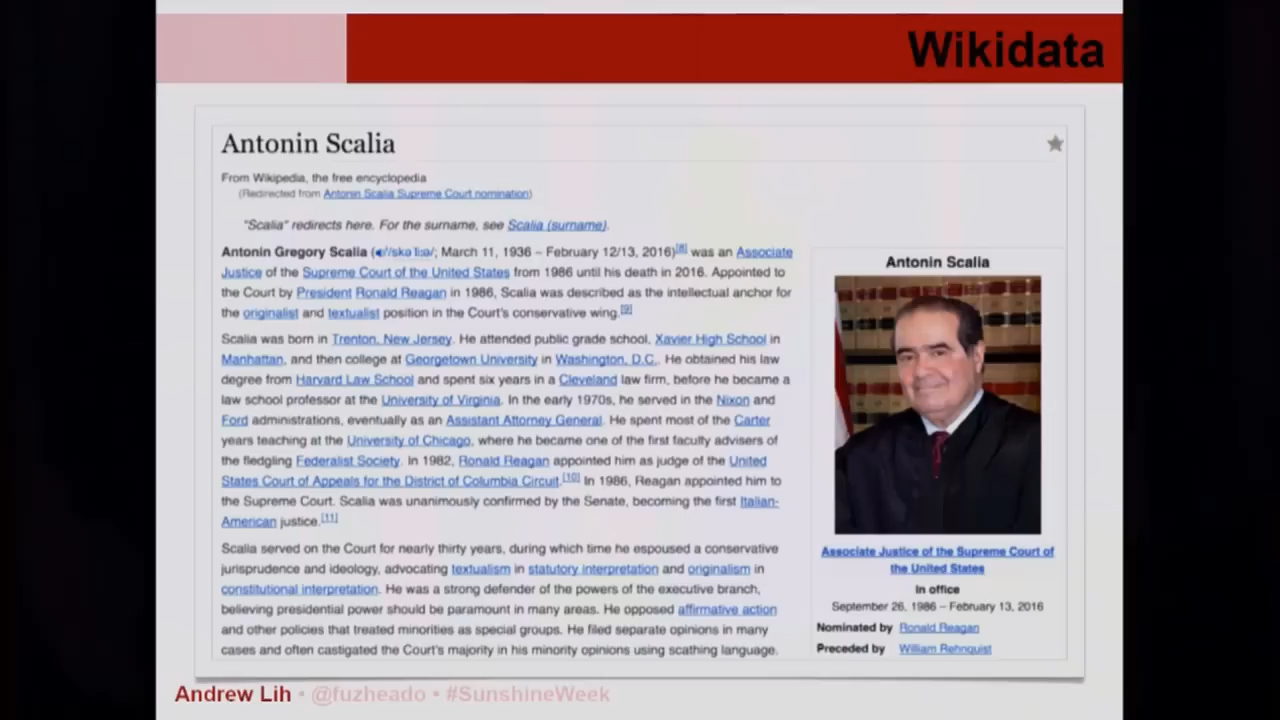 Wikidata
Antonin Scalia
From Wikipedia, the free encyclopedia
(Redirected from Antonin Scalia Supreme Court nomination)
"Scalia" redirects here. For the surname, see Scalia (surname).
Antonin Gregory Scalia (; March 11, 1936 – February 12/13, 2016)[8] was an Associate
Justice of the Supreme Court of the United States from 1986 until his death in 2016. Appointed to
the Court by President Ronald Reagan in 1986, Scalia was described as the intellectual anchor for
the originalist and textualist position in the Court's conservative wing.[9]
Scalia was born in Trenton, New Jersey. He attended public grade school, Xavier High School in
Manhattan, and then college at Georgetown University in Washington, D.C.. He obtained his law
degree from Harvard Law School and spent six years in a Cleveland law firm, before he became a
law school professor at the University of Virginia. In the early 1970s, he served in the Nixon and
Ford administrations, eventually as an Assistant Attorney General. He spent most of the Carter
years teaching at the University of Chicago, where he became one of the first faculty advisers of
the fledgling Federalist Society. In 1982, Ronald Reagan appointed him as judge of the United
States Court of Appeals for the District of Columbia Circuit.[10] In 1986, Reagan appointed him to
the Supreme Court. Scalia was unanimously confirmed by the Senate, becoming the first Italian-
American justice.[11]
Scalia served on the Court for nearly thirty years, during which time he espoused a conservative
jurisprudence and ideology, advocating textualism in statutory interpretation and originalism in
constitutional interpretation. He was a strong defender of the powers of the executive branch,
believing presidential power should be paramount in many areas. He opposed affirmative action
and other policies that treated minorities as special groups. He filed separate opinions in many
cases and often castigated the Court's majority in his minority opinions using scathing language.
Antonin Scalia
Associate Justice of the Supreme Court of
the United States
In office
September 26, 1986 – February 13, 2016
Nominated by Ronald Reagan
Preceded by William Rehnquist
Andrew Lih • @fuzheado • #SunshineWeek